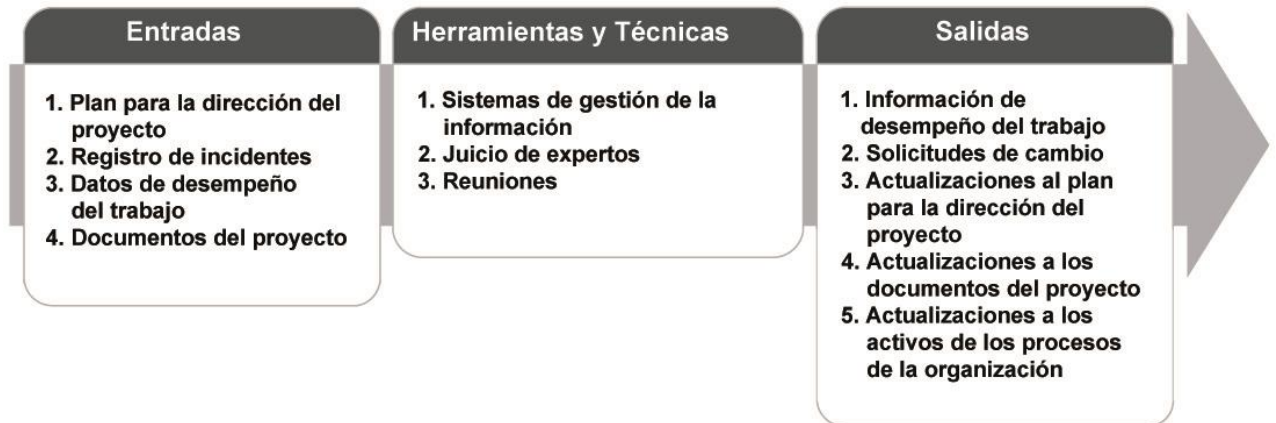 Entradas
1. Plan para la dirección del
proyecto
2. Registro de incidentes
3. Datos de desempeño
del trabajo
4. Documentos del proyecto
Herramientas y Técnicas
1. Sistemas de gestión de la
información
2. Juicio de expertos
3. Reuniones
Salidas
1. Información de
desempeño del trabajo
2. Solicitudes de cambio
3. Actualizaciones al plan
para la dirección del
proyecto
4. Actualizaciones a los
documentos del proyecto
5. Actualizaciones a los
activos de los procesos
de la organización